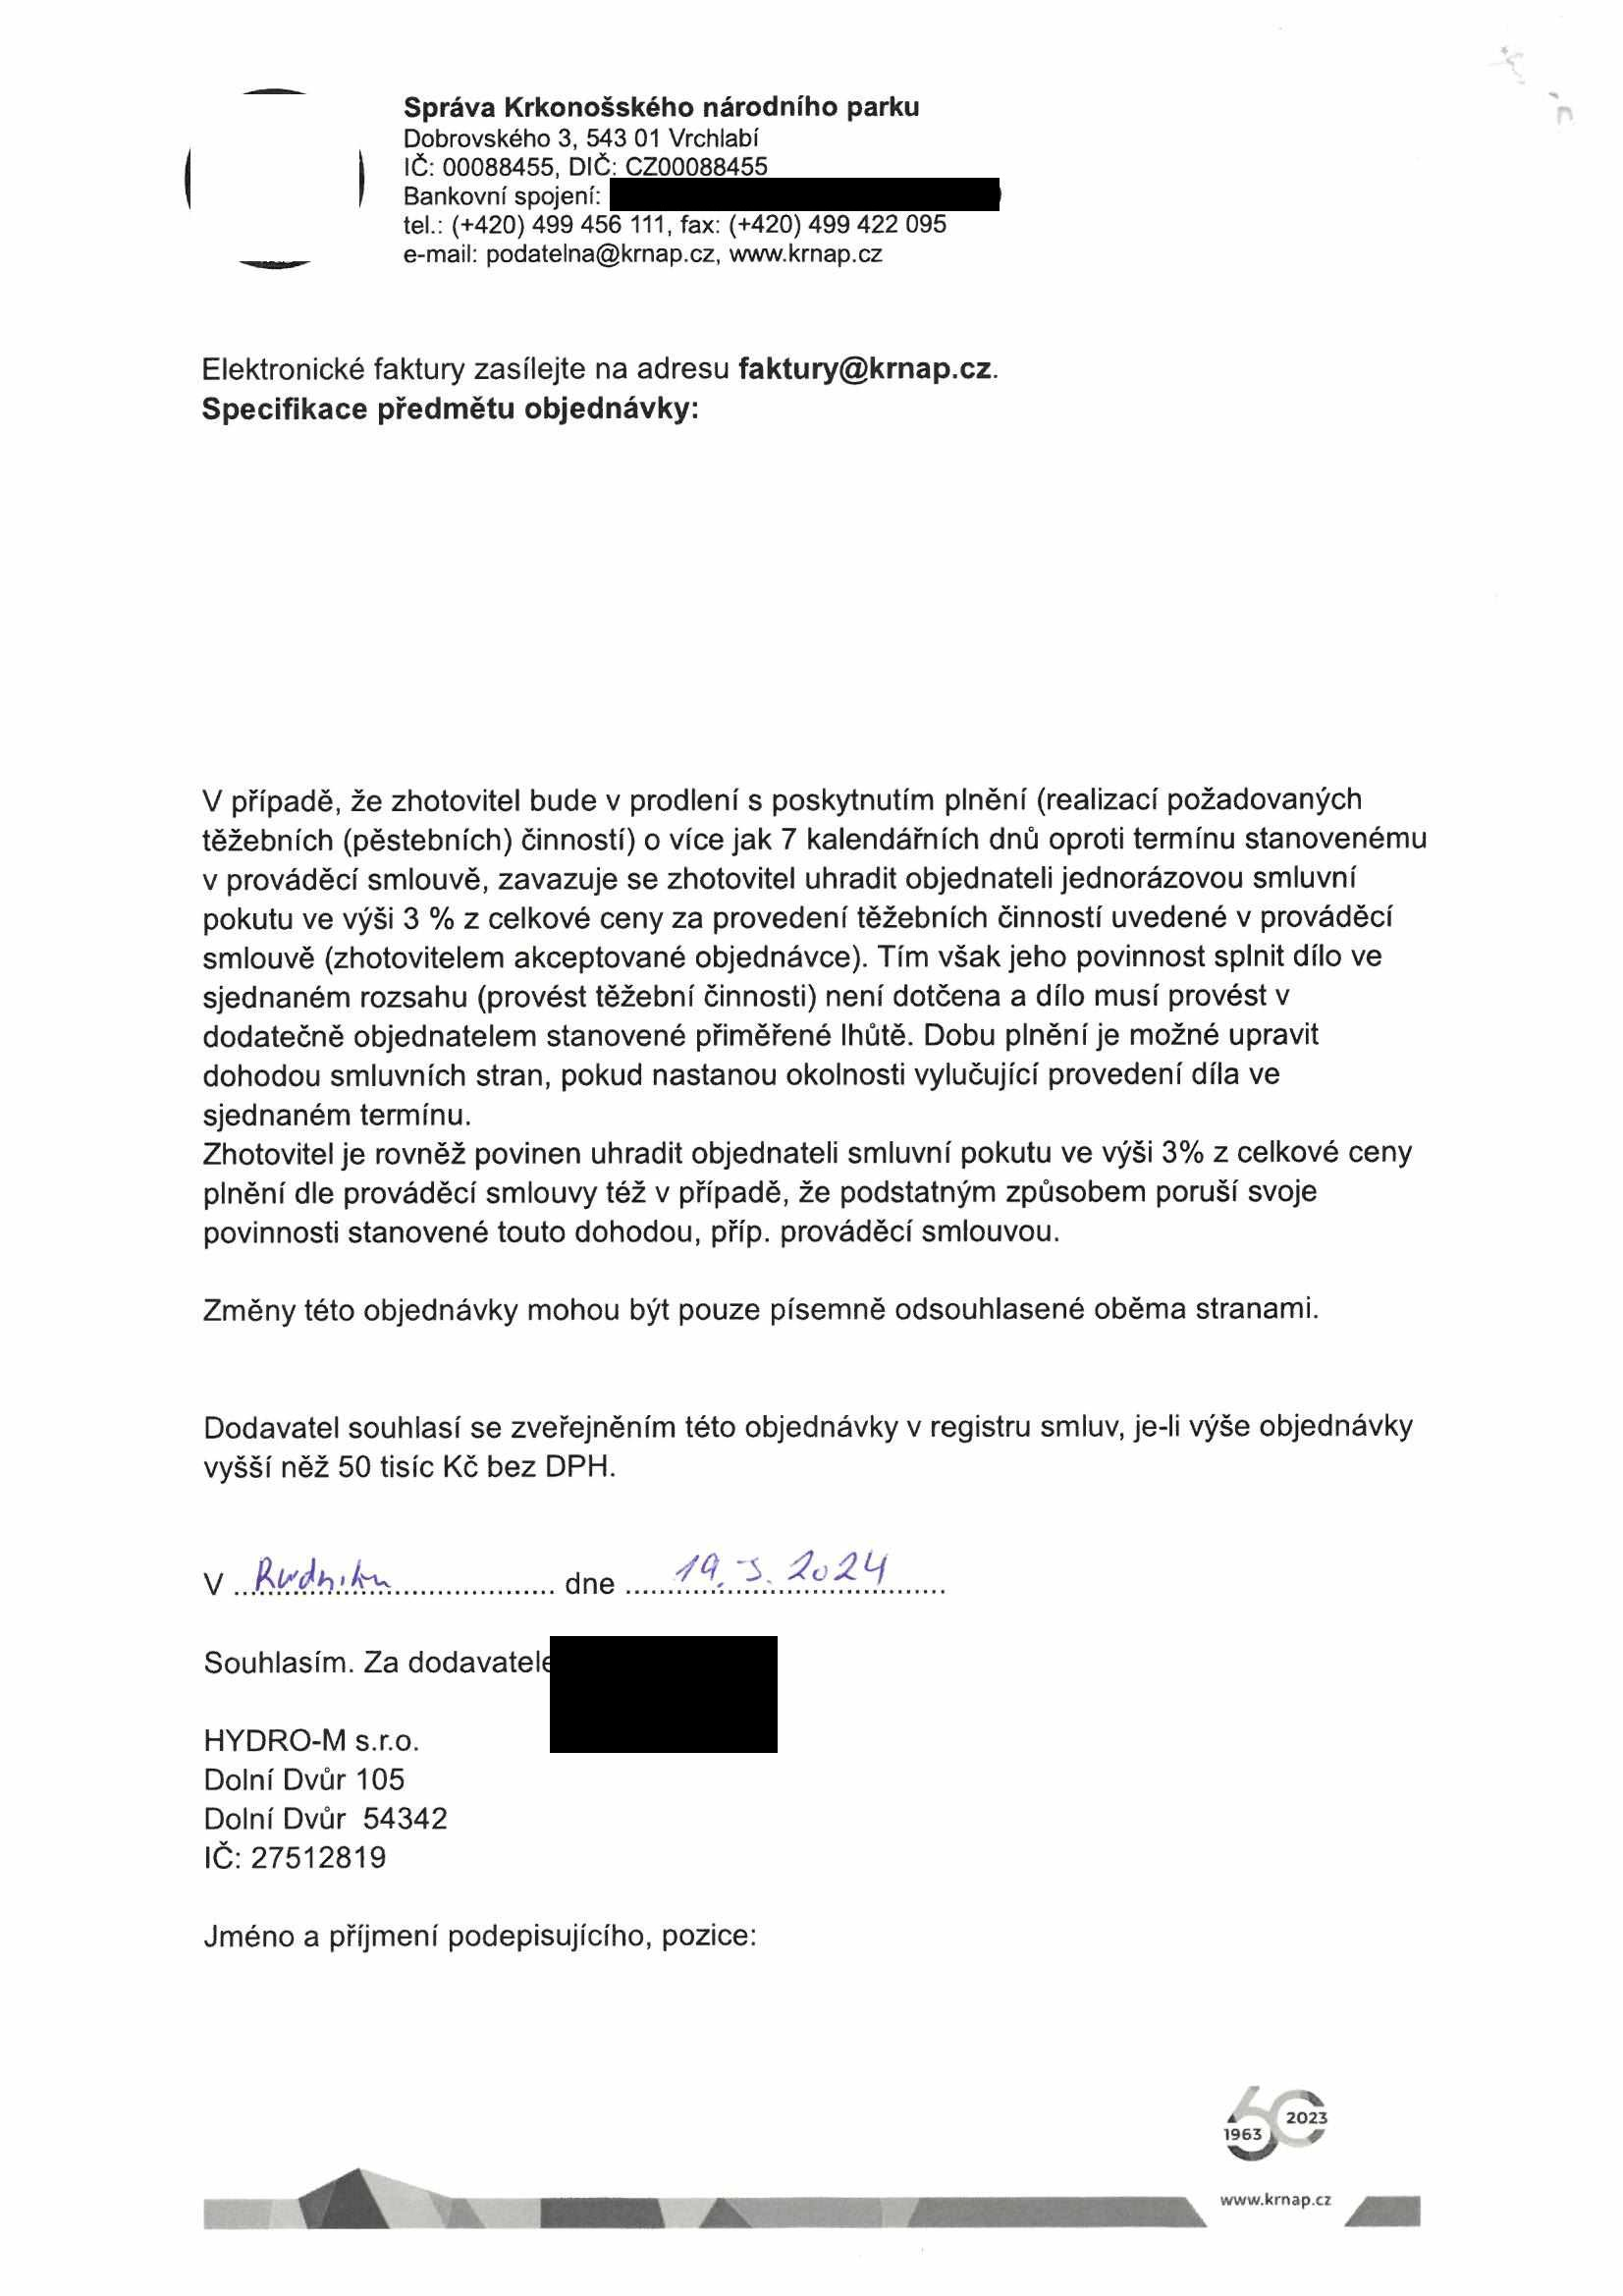 Správa Krkonošského národního parku
Dobrovského 3, 543 01 Vrchlabí
IČ: 00088455, DIČ: CZ00088455
Bankovní spojení:
tel.: (+420) 499 456 111, fax: (+420) 499 422 095
e-mail: podatelna@krnap.cz, www.krnap.cz
Elektronické faktury zasílejte na adresu faktury@krnap.cz.
Specifikace předmětu objednávky:
V případě, že zhotovitel bude v prodlení s poskytnutím plnění (realizací požadovaných
těžebních (pěstebních) činností) o více jak 7 kalendářních dnů oproti termínu stanovenému
v prováděcí smlouvě, zavazuje se zhotovitel uhradit objednateli jednorázovou smluvní
pokutu ve výši 3 % z celkové ceny za provedení těžebních činností uvedené v prováděcí
smlouvě (zhotovitelem akceptované objednávce). Tím však jeho povinnost splnit dílo ve
sjednaném rozsahu (provést těžební činnosti) není dotčena a dílo musí provést v
dodatečně objednatelem stanovené přiměřené lhůtě. Dobu plnění je možné upravit
dohodou smluvních stran, pokud nastanou okolnosti vylučující provedení díla ve
sjednaném termínu.
Zhotovitel je rovněž povinen uhradit objednateli smluvní pokutu ve výši 3% z celkové ceny
plnění dle prováděcí smlouvy též v případě, že podstatným způsobem poruší svoje
povinnosti stanovené touto dohodou, příp. prováděcí smlouvou.
Změny této objednávky mohou být pouze písemně odsouhlasené oběma stranami.
Dodavatel souhlasí se zveřejněním této objednávky v registru smluv, je-li výše objednávky
vyšší něž 50 tisíc Kč bez DPH.
V Rudniku dne 19. 3. 2024
Souhlasím. Za dodavatele
HYDRO-M s.r.o.
Dolní Dvůr 105
Dolní Dvůr 54342
IČ: 27512819
Jméno a příjmení podepisujícího, pozice:
60
1963 2023
www.krnap.cz